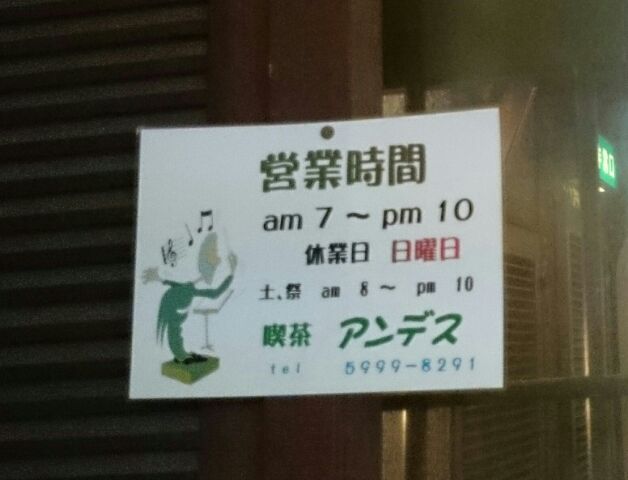 営業時間
am 7 ～ pm 10
休業日 日曜日
土、祭 am 8～ pm 10
喫茶 アンデス
tel 5999-8291